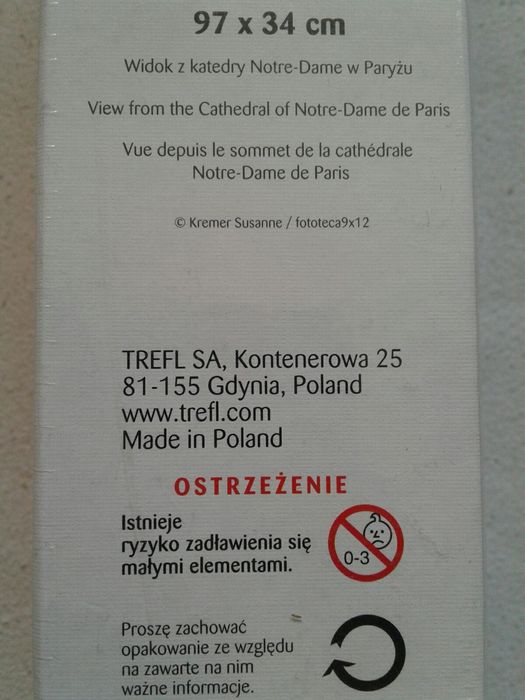 97 x 34 cm
Widok z katedry Notre-Dame w Paryżu
View from the Cathedral of Notre-Dame de Paris
Vue depuis le sommet de la cathédrale
Notre-Dame de Paris
© Kremer Susanne / fototeca9x12
TREFL SA, Kontenerowa 25
81-155 Gdynia, Poland
www.trefl.com
Made in Poland
OSTRZEŻENIE
Istnieje
ryzyko zadławienia się
małymi elementami.
0-3
Proszę zachować
opakowanie ze względu
na zawarte na nim
ważne informacje.